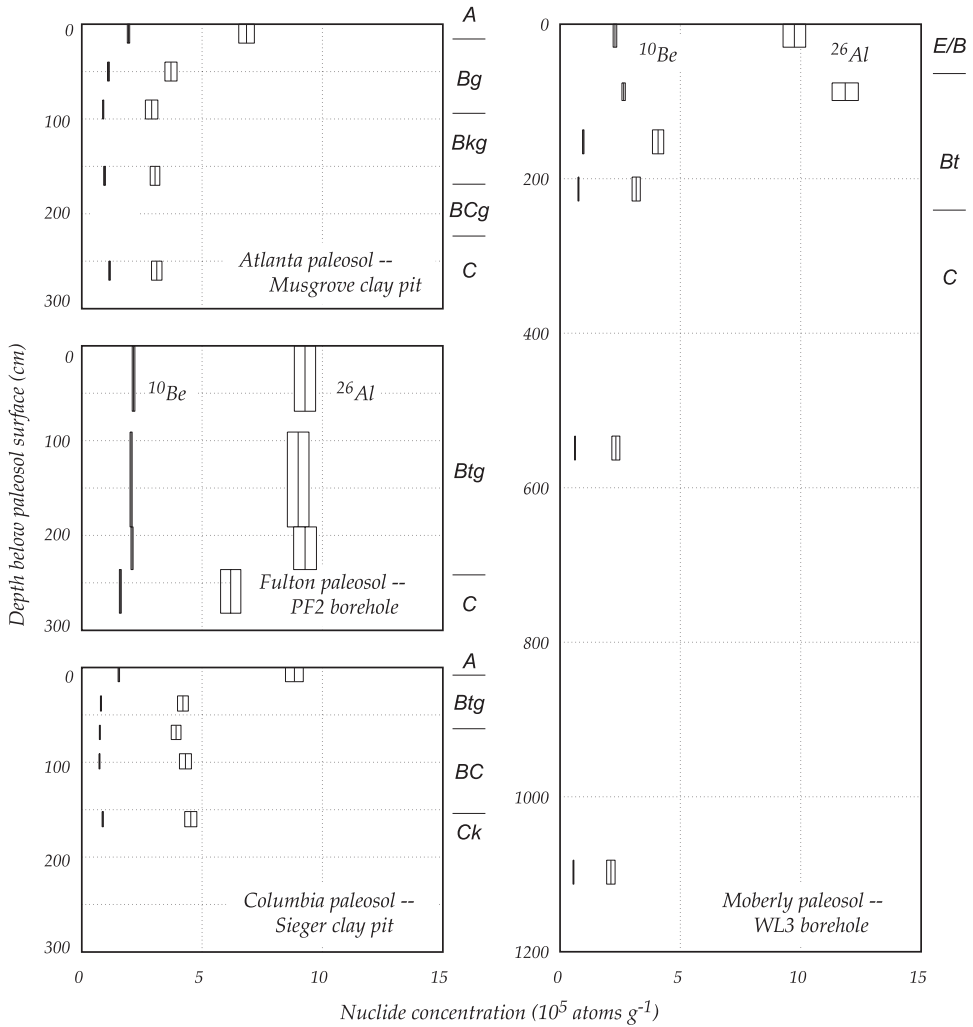 0
100
200
300
10Be
26Al
Atlanta paleosol --
Musgrove clay pit
A
Bg
Bkg
BCg
C
0
100
200
300
10Be
26Al
Fulton paleosol --
PF2 borehole
Btg
C
0
100
200
300
Columbia paleosol --
Sieger clay pit
A
Btg
BC
Ck
0 5 10 15
Depth below paleosol surface (cm)
0
200
400
600
800
1000
1200
10Be
26Al
Moberly paleosol --
WL3 borehole
E/B
Bt
C
0 5 10 15
Nuclide concentration (10^5 atoms g^-1)